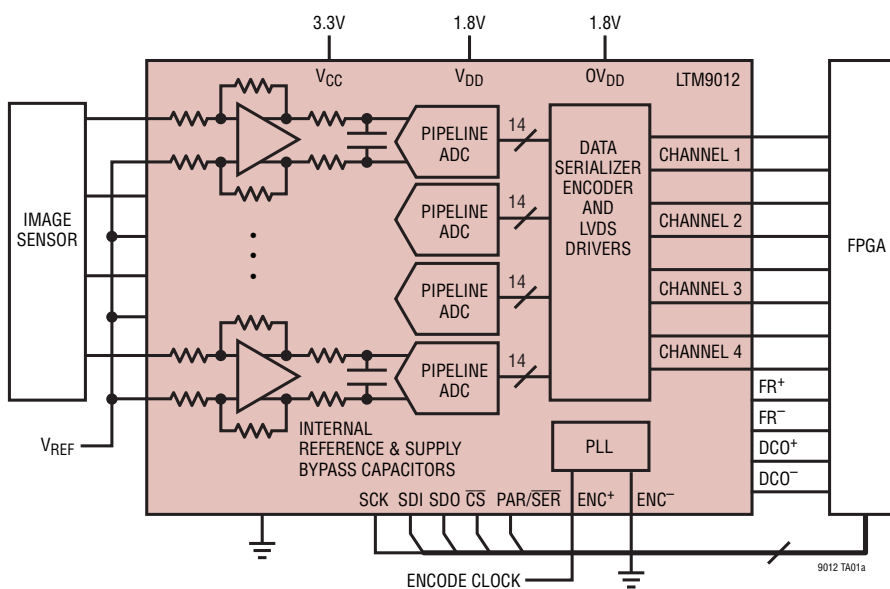 3.3V
1.8V
1.8V
VCC
VDD
OVDD
LTM9012
IMAGE
SENSOR
PIPELINE
ADC
14
PIPELINE
ADC
14
PIPELINE
ADC
14
PIPELINE
ADC
14
DATA
SERIALIZER
ENCODER
AND
LVDS
DRIVERS
CHANNEL 1
CHANNEL 2
CHANNEL 3
CHANNEL 4
FPGA
FR+
FR−
DCO+
DCO−
VREF
INTERNAL
REFERENCE & SUPPLY
BYPASS CAPACITORS
PLL
SCK
SDI
SDO
C̅S̅
PAR/S̅E̅R̅
ENC+
ENC−
ENCODE CLOCK
9012 TA01a